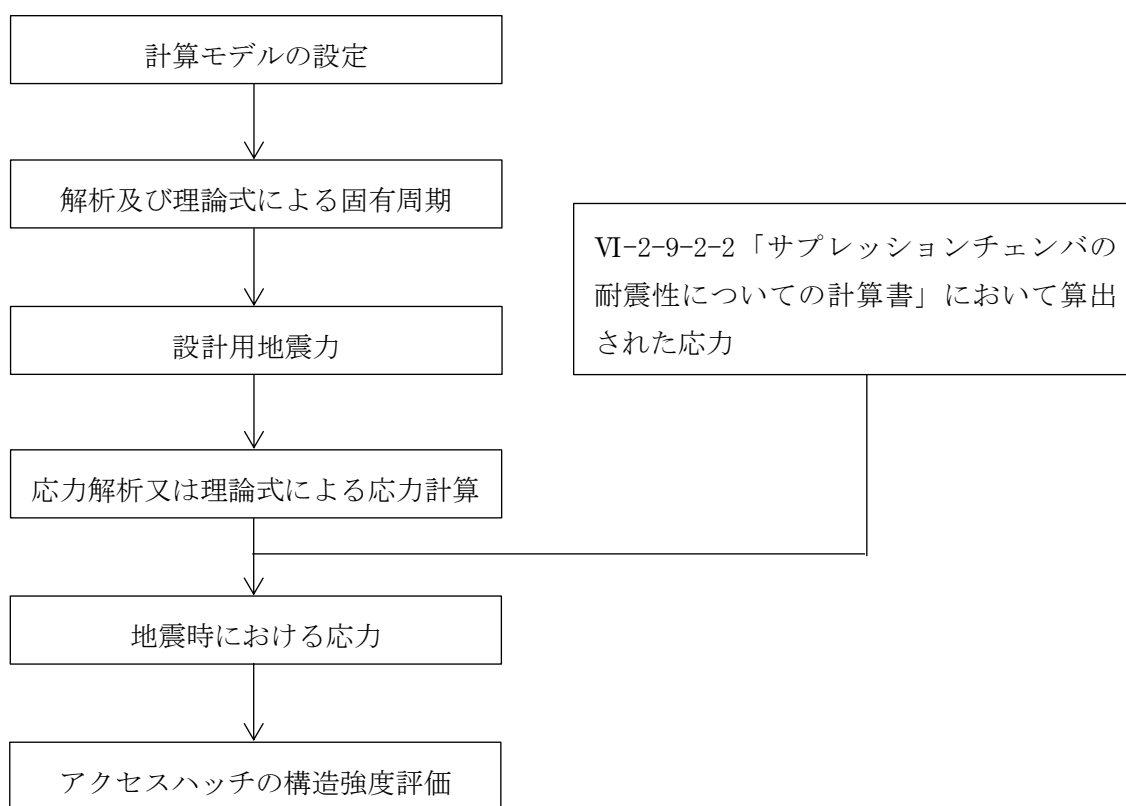 計算モデルの設定
解析及び理論式による固有周期
Ⅵ-2-9-2-2「サプレッションチェンバの
耐震性についての計算書」において算出
された応力
設計用地震力
応力解析又は理論式による応力計算
地震時における応力
アクセスハッチの構造強度評価